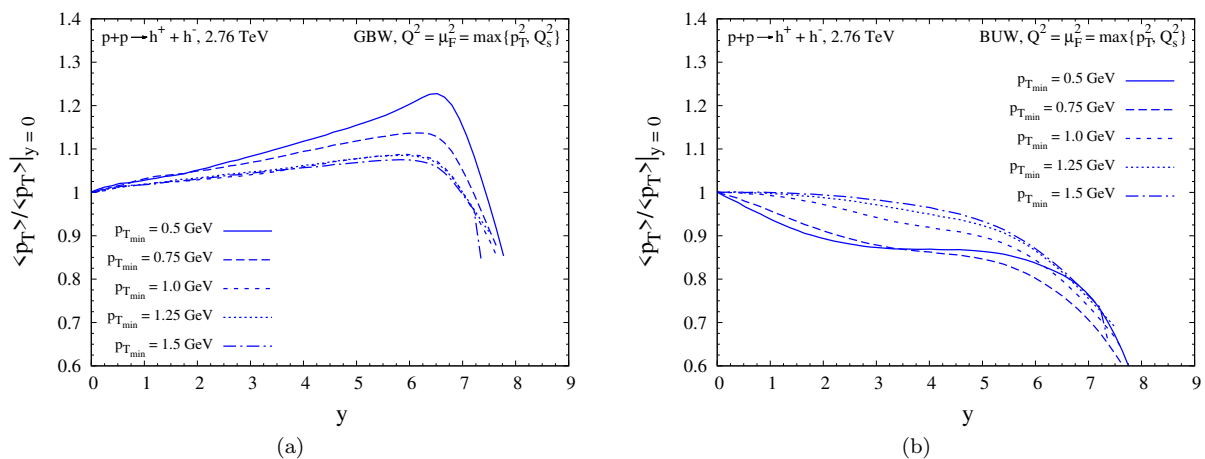 p+p→h⁺ + h⁻, 2.76 TeV
GBW, Q² = μ_F² = max{p_T², Q_s²}
<p_T>/<p_T>|_{y = 0}
1.4
1.3
1.2
1.1
1
0.9
0.8
0.7
0.6
p_{T_min} = 0.5 GeV
p_{T_min} = 0.75 GeV
p_{T_min} = 1.0 GeV
p_{T_min} = 1.25 GeV
p_{T_min} = 1.5 GeV
0 1 2 3 4 5 6 7 8 9
y
(a)
p+p→h⁺ + h⁻, 2.76 TeV
BUW, Q² = μ_F² = max{p_T², Q_s²}
<p_T>/<p_T>|_{y = 0}
1.4
1.3
1.2
1.1
1
0.9
0.8
0.7
0.6
p_{T_min} = 0.5 GeV
p_{T_min} = 0.75 GeV
p_{T_min} = 1.0 GeV
p_{T_min} = 1.25 GeV
p_{T_min} = 1.5 GeV
0 1 2 3 4 5 6 7 8 9
y
(b)